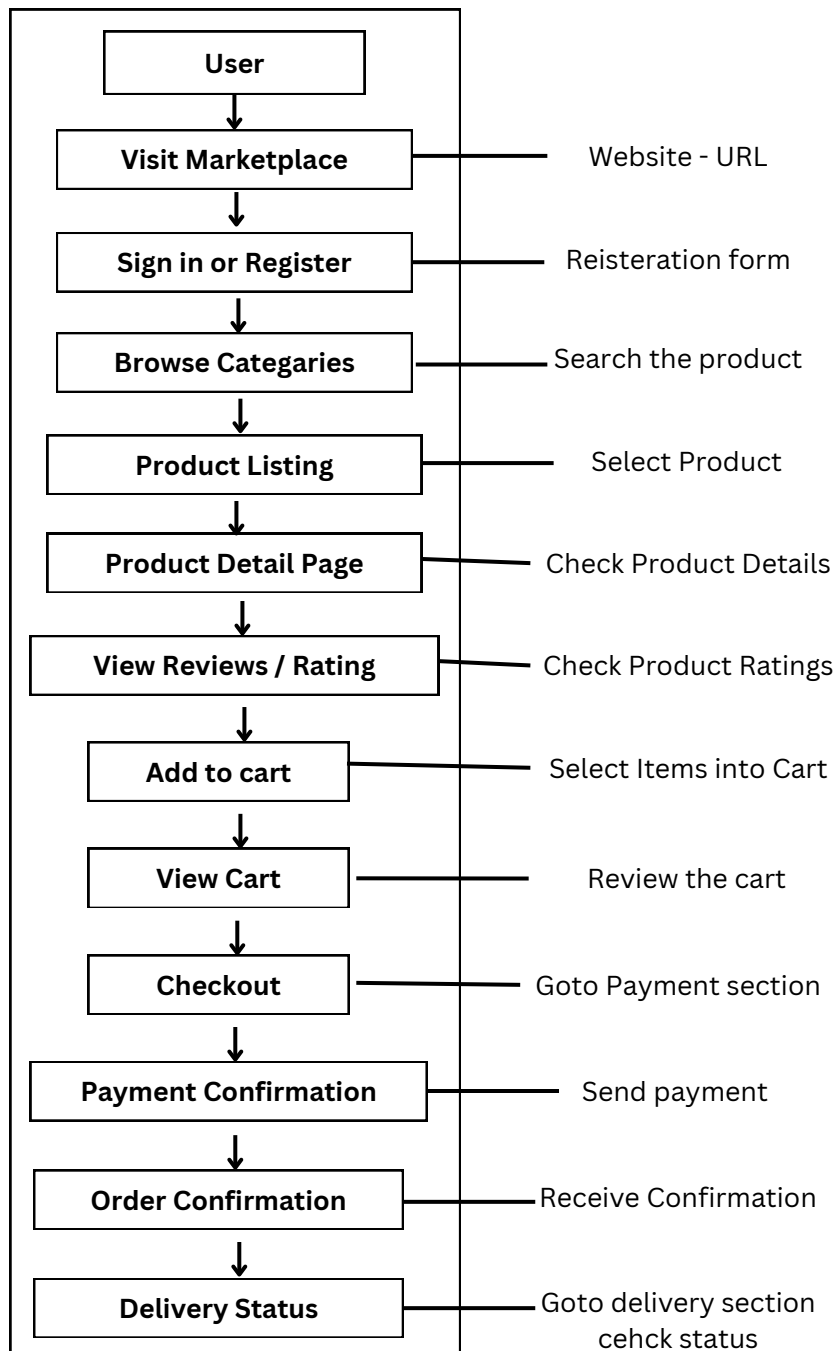 User
Visit Marketplace
Website - URL
Sign in or Register
Reisteration form
Browse Categaries
Search the product
Product Listing
Select Product
Product Detail Page
Check Product Details
View Reviews / Rating
Check Product Ratings
Add to cart
Select Items into Cart
View Cart
Review the cart
Checkout
Goto Payment section
Payment Confirmation
Send payment
Order Confirmation
Receive Confirmation
Delivery Status
Goto delivery section
cehck status